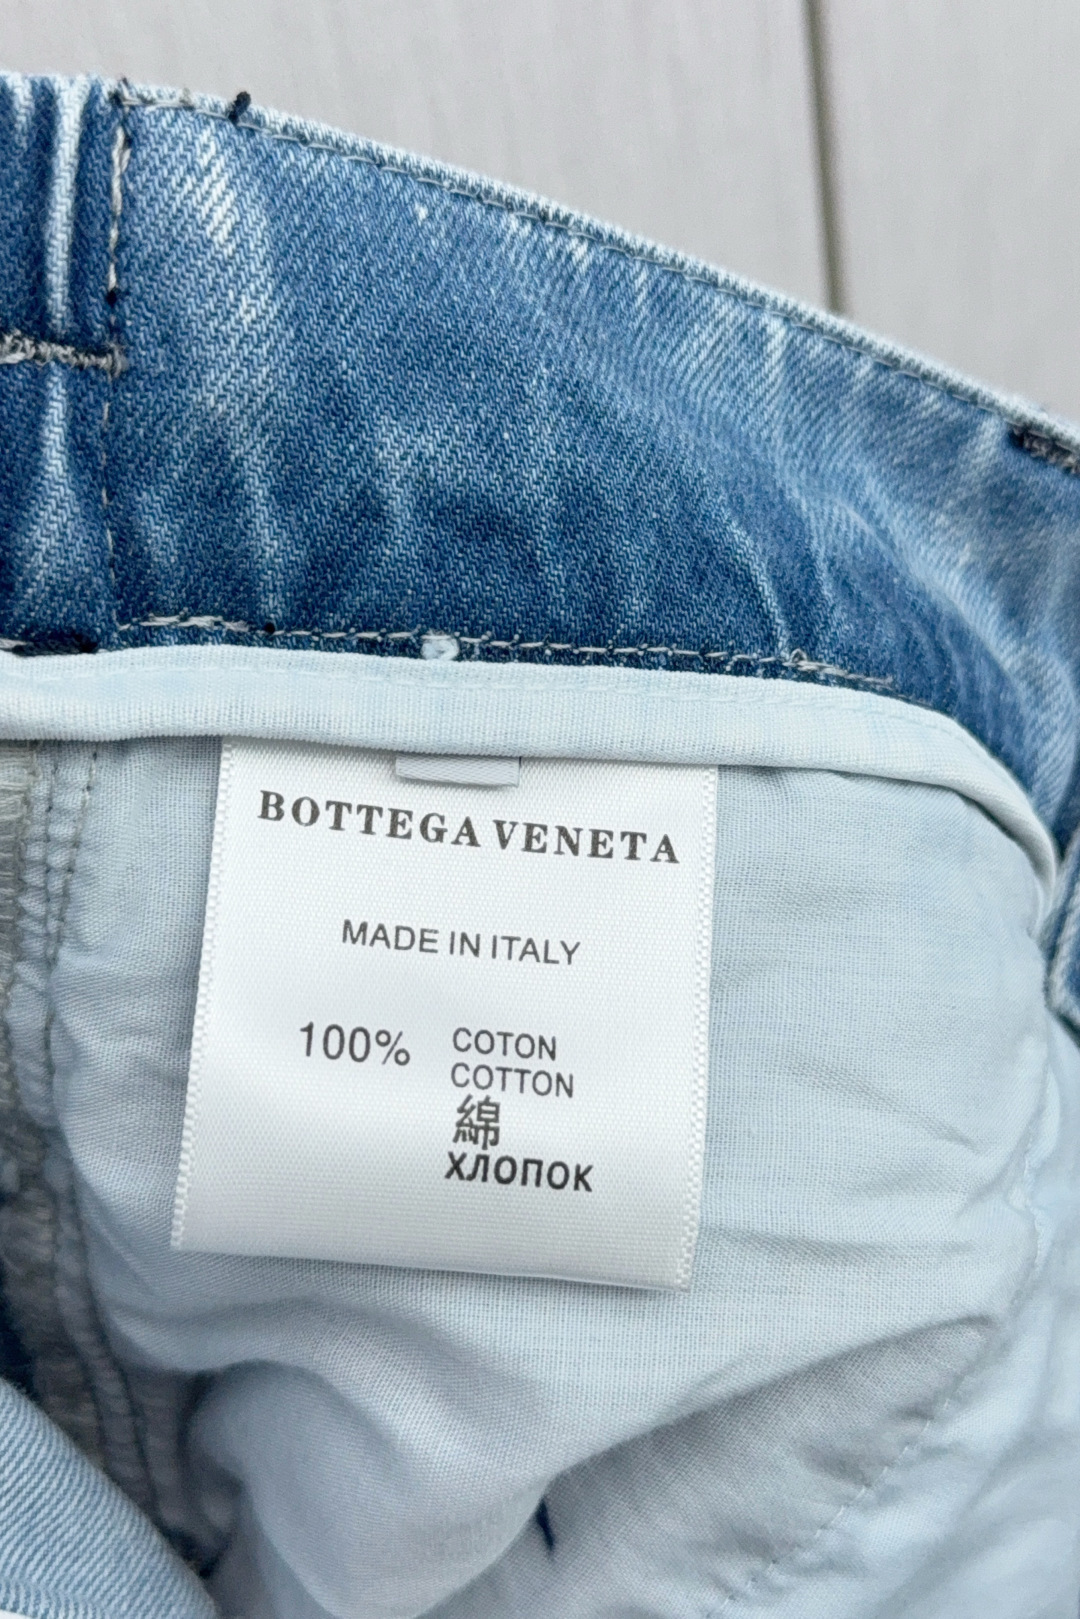 BOTTEGA VENETA
MADE IN ITALY
100% COTON
COTTON
綿
хлопок